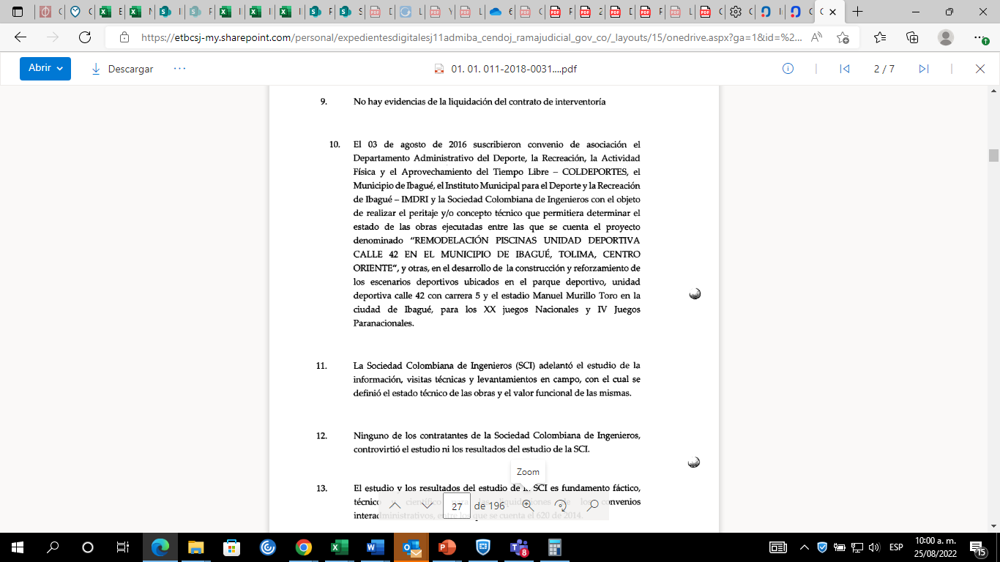 https://etbcsj-my.sharepoint.com/personal/expedientesdigitalesj11admiba_cendoj_ramajudicial_gov_co/_layouts/15/onedrive.aspx?ga=1&id=%2...
Abrir
Descargar
01. 01. 011-2018-0031....pdf
2 / 7
9. No hay evidencias de la liquidación del contrato de interventoría
10. El 03 de agosto de 2016 suscribieron convenio de asociación el
Departamento Administrativo del Deporte, la Recreación, la Actividad
Física y el Aprovechamiento del Tiempo Libre – COLDEPORTES, el
Municipio de Ibagué, el Instituto Municipal para el Deporte y la Recreación
de Ibagué – IMDRI y la Sociedad Colombiana de Ingenieros con el objeto
de realizar el peritaje y/o concepto técnico que permitiera determinar el
estado de las obras ejecutadas entre las que se cuenta el proyecto
denominado “REMODELACIÓN PISCINAS UNIDAD DEPORTIVA
CALLE 42 EN EL MUNICIPIO DE IBAGUÉ, TOLIMA, CENTRO
ORIENTE”, y otras, en el desarrollo de la construcción y reforzamiento de
los escenarios deportivos ubicados en el parque deportivo, unidad
deportiva calle 42 con carrera 5 y el estadio Manuel Murillo Toro en la
ciudad de Ibagué, para los XX juegos Nacionales y IV Juegos
Paranacionales.
11. La Sociedad Colombiana de Ingenieros (SCI) adelantó el estudio de la
información, visitas técnicas y levantamientos en campo, con el cual se
definió el estado técnico de las obras y el valor funcional de las mismas.
12. Ninguno de los contratantes de la Sociedad Colombiana de Ingenieros,
controvirtió el estudio ni los resultados del estudio de la SCI.
Zoom
13. El estudio y los resultados del estudio de la SCI es fundamento fáctico,
técnico y científico para las liquidaciones de los convenios
interadministrativos, entre los que se cuenta el 620 de 2014.
27 de 196
ESP
10:00 a. m.
25/08/2022
8
15